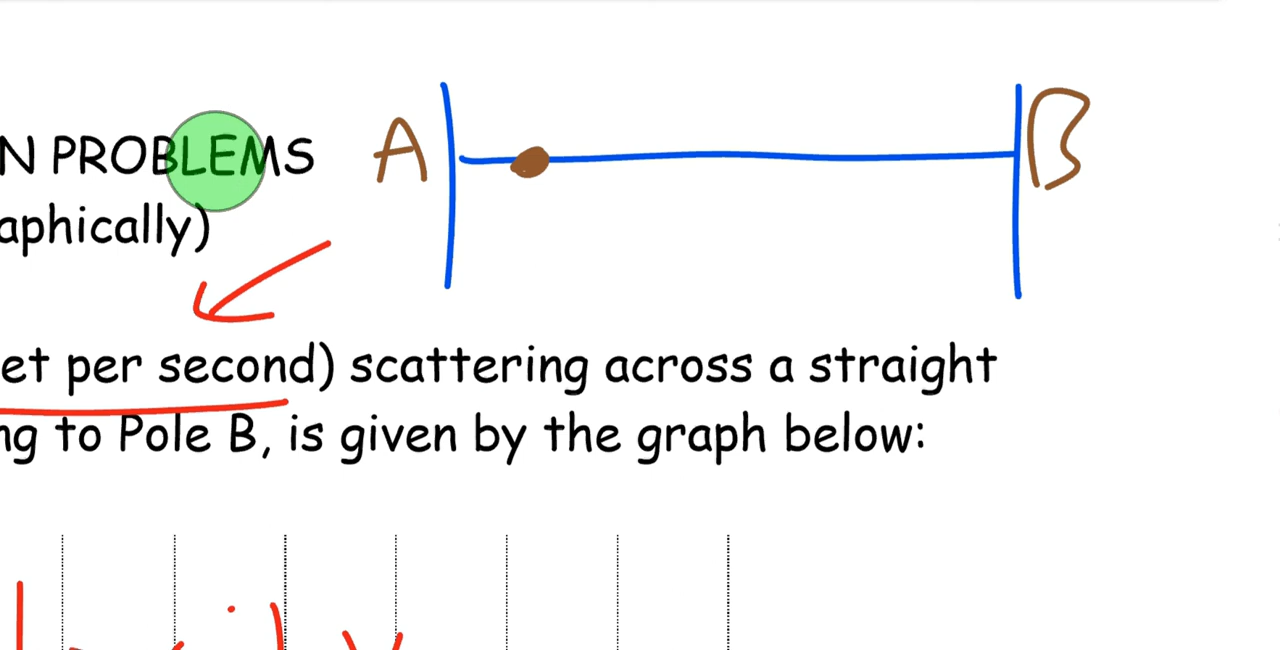 N PROBLEMS
A
B
aphically)
et per second) scattering across a straight
ng to Pole B, is given by the graph below: